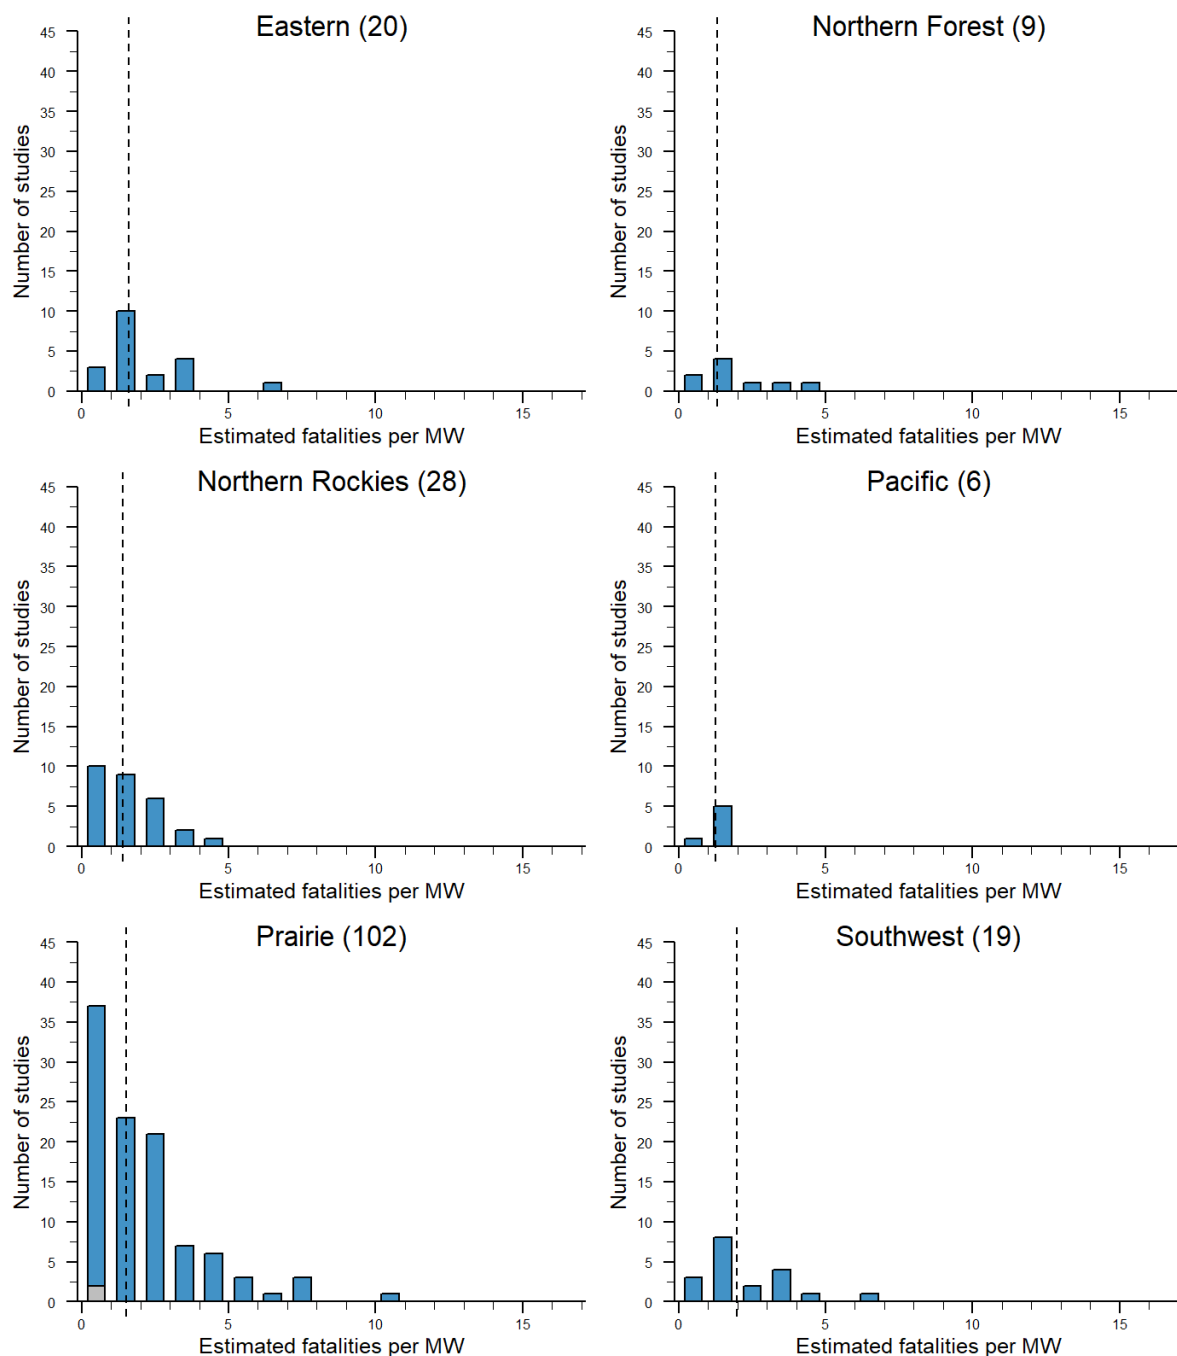 Eastern (20)
Number of studies
45
40
35
30
25
20
15
10
5
0
0 5 10 15
Estimated fatalities per MW
Northern Forest (9)
Number of studies
45
40
35
30
25
20
15
10
5
0
0 5 10 15
Estimated fatalities per MW
Northern Rockies (28)
Number of studies
45
40
35
30
25
20
15
10
5
0
0 5 10 15
Estimated fatalities per MW
Pacific (6)
Number of studies
45
40
35
30
25
20
15
10
5
0
0 5 10 15
Estimated fatalities per MW
Prairie (102)
Number of studies
45
40
35
30
25
20
15
10
5
0
0 5 10 15
Estimated fatalities per MW
Southwest (19)
Number of studies
45
40
35
30
25
20
15
10
5
0
0 5 10 15
Estimated fatalities per MW